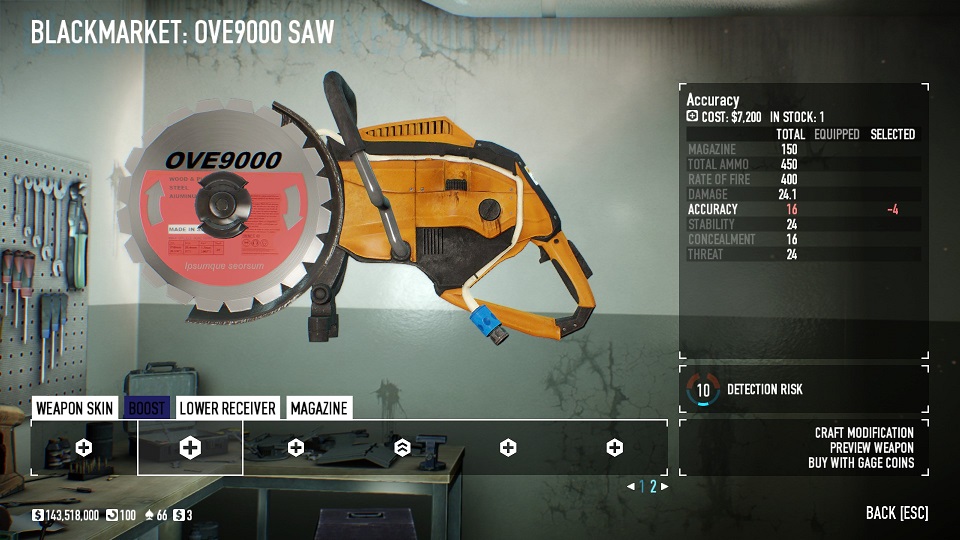 BLACKMARKET: OVE9000 SAW
OVE9000
STEEL
MADE IN
Ipsumque seorsum
Accuracy
COST: $7,200 IN STOCK: 1
TOTAL EQUIPPED SELECTED
MAGAZINE 150
TOTAL AMMO 450
RATE OF FIRE 400
DAMAGE 24.1
ACCURACY 16 -4
STABILITY 24
CONCEALMENT 16
THREAT 24
10 DETECTION RISK
WEAPON SKIN BOOST LOWER RECEIVER MAGAZINE
CRAFT MODIFICATION
PREVIEW WEAPON
BUY WITH GAGE COINS
1 2
$143,518,000 100 66 $3
BACK [ESC]